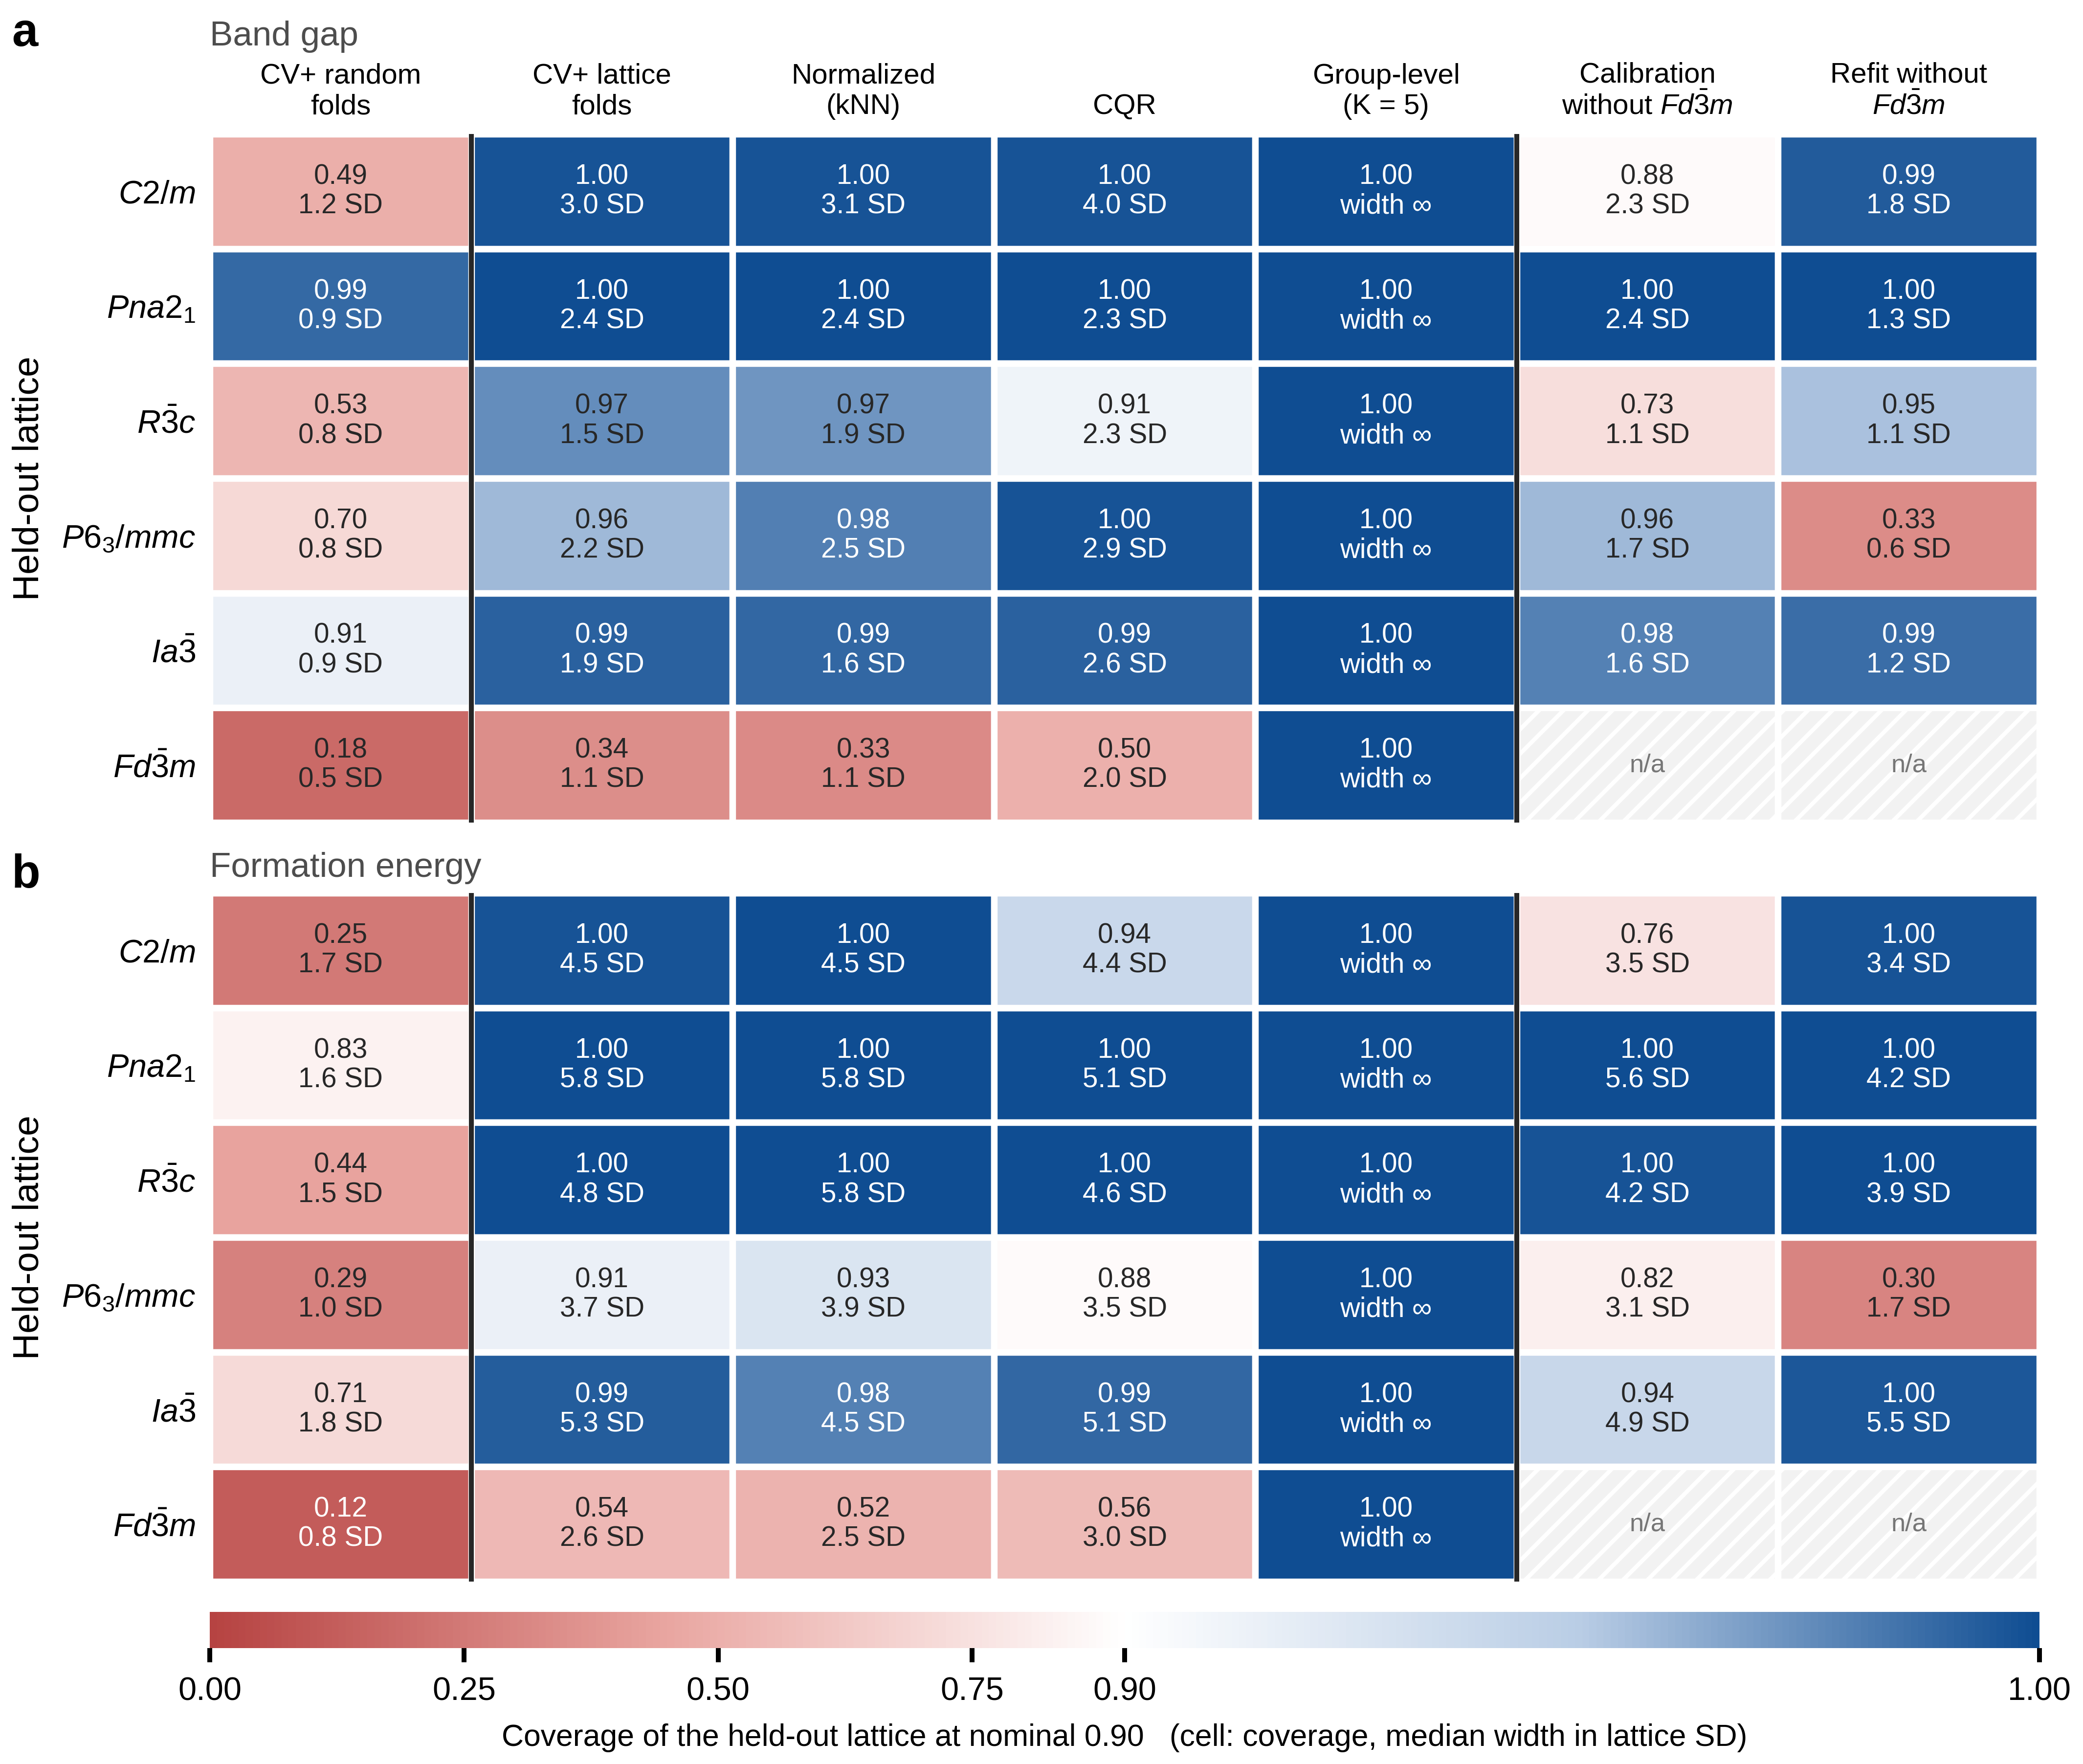 a
Band gap
CV+ random
folds
CV+ lattice
folds
Normalized
(kNN)
CQR
Group-level
(K = 5)
Calibration
without Fd3̄m
Refit without
Fd3̄m
Held-out lattice
C2/m
0.49
1.2 SD
1.00
3.0 SD
1.00
3.1 SD
1.00
4.0 SD
1.00
width ∞
0.88
2.3 SD
0.99
1.8 SD
Pna2₁
0.99
0.9 SD
1.00
2.4 SD
1.00
2.4 SD
1.00
2.3 SD
1.00
width ∞
1.00
2.4 SD
1.00
1.3 SD
R3̄c
0.53
0.8 SD
0.97
1.5 SD
0.97
1.9 SD
0.91
2.3 SD
1.00
width ∞
0.73
1.1 SD
0.95
1.1 SD
P6₃/mmc
0.70
0.8 SD
0.96
2.2 SD
0.98
2.5 SD
1.00
2.9 SD
1.00
width ∞
0.96
1.7 SD
0.33
0.6 SD
Ia3̄
0.91
0.9 SD
0.99
1.9 SD
0.99
1.6 SD
0.99
2.6 SD
1.00
width ∞
0.98
1.6 SD
0.99
1.2 SD
Fd3̄m
0.18
0.5 SD
0.34
1.1 SD
0.33
1.1 SD
0.50
2.0 SD
1.00
width ∞
n/a
n/a
b
Formation energy
Held-out lattice
C2/m
0.25
1.7 SD
1.00
4.5 SD
1.00
4.5 SD
0.94
4.4 SD
1.00
width ∞
0.76
3.5 SD
1.00
3.4 SD
Pna2₁
0.83
1.6 SD
1.00
5.8 SD
1.00
5.8 SD
1.00
5.1 SD
1.00
width ∞
1.00
5.6 SD
1.00
4.2 SD
R3̄c
0.44
1.5 SD
1.00
4.8 SD
1.00
5.8 SD
1.00
4.6 SD
1.00
width ∞
1.00
4.2 SD
1.00
3.9 SD
P6₃/mmc
0.29
1.0 SD
0.91
3.7 SD
0.93
3.9 SD
0.88
3.5 SD
1.00
width ∞
0.82
3.1 SD
0.30
1.7 SD
Ia3̄
0.71
1.8 SD
0.99
5.3 SD
0.98
4.5 SD
0.99
5.1 SD
1.00
width ∞
0.94
4.9 SD
1.00
5.5 SD
Fd3̄m
0.12
0.8 SD
0.54
2.6 SD
0.52
2.5 SD
0.56
3.0 SD
1.00
width ∞
n/a
n/a
0.00 0.25 0.50 0.75 0.90 1.00
Coverage of the held-out lattice at nominal 0.90 (cell: coverage, median width in lattice SD)